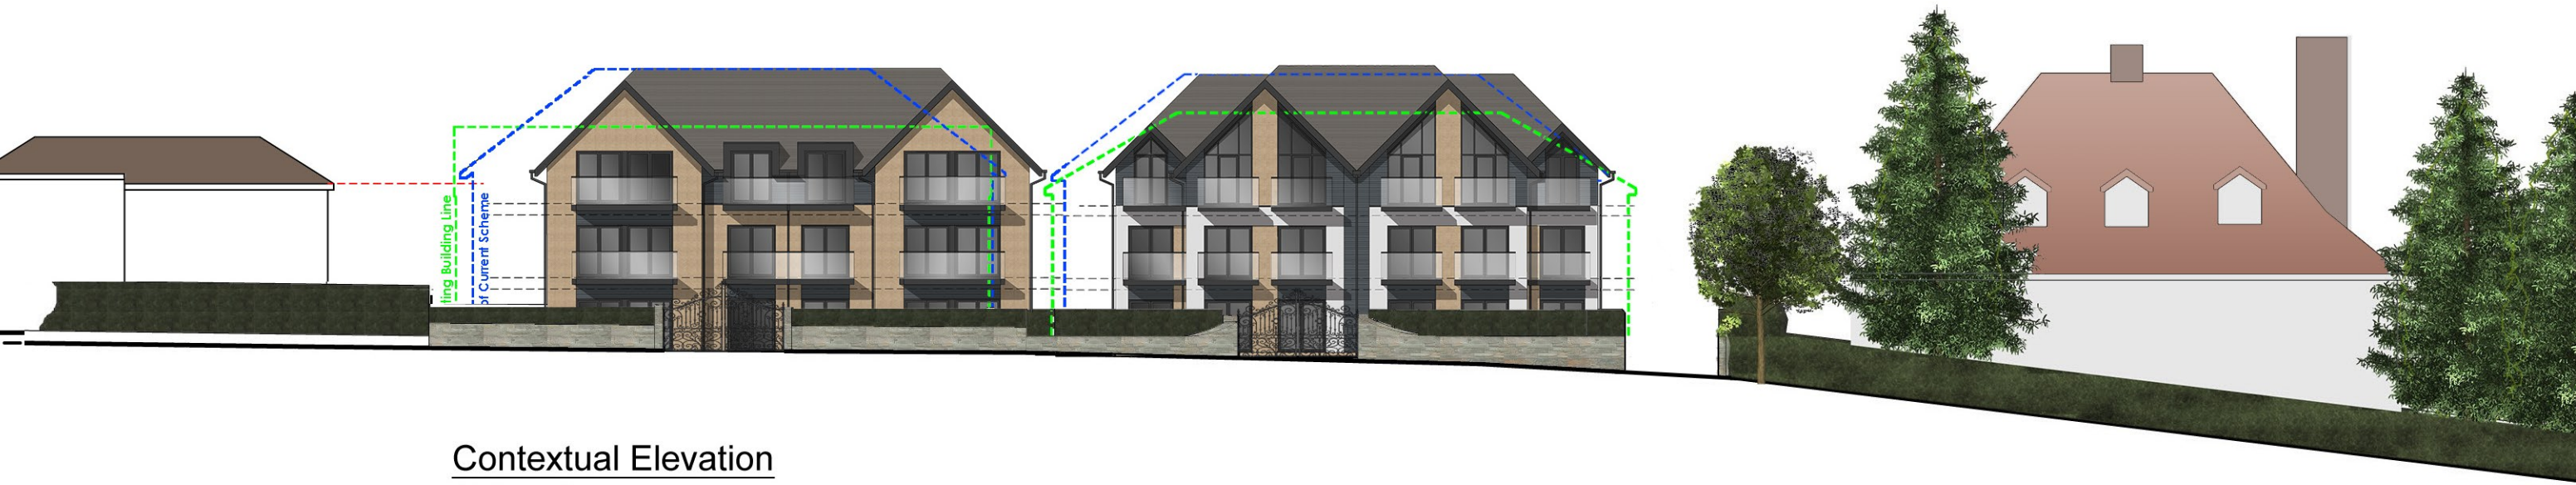 ting Building Line
of Current Scheme
Contextual Elevation